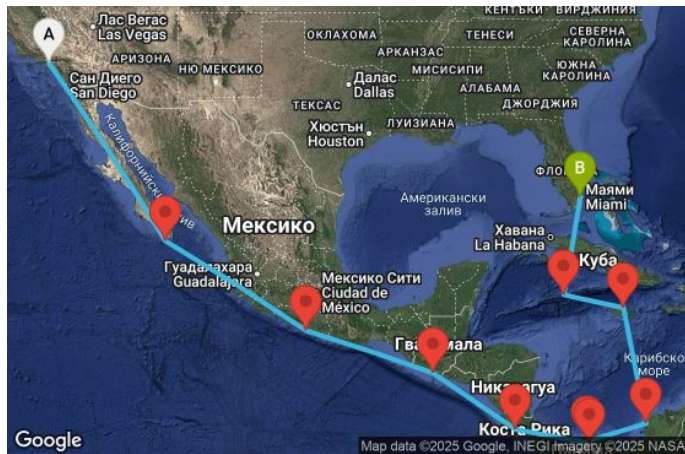 A
Лас Вегас
Las Vegas
АРИЗОНА
НЮ МЕКСИКО
Сан Диего
San Diego
Калифорнийски залив
ОКЛАХОМА
АРКАНЗАС
ТЕНЕСИ
КЕНТЪКИ
ВИРДЖИНИЯ
СЕВЕРНА
КАРОЛИНА
МИСИСИПИ
ЮЖНА
КАРОЛИНА
Далас
Dallas
АЛАБАМА
ТЕКСАС
ДЖОРДЖИЯ
Хюстън
Houston
ЛУИЗИАНА
ФЛО
B
Маями
Miami
Американски
залив
Мексико
Хавана
La Habana
Куба
Гуадалахара
Guadalajara
Мексико Сити
Ciudad de
México
Карибско
море
Коста Рика
Google
Map data ©2025 Google, INEGI Imagery ©2025 NASA